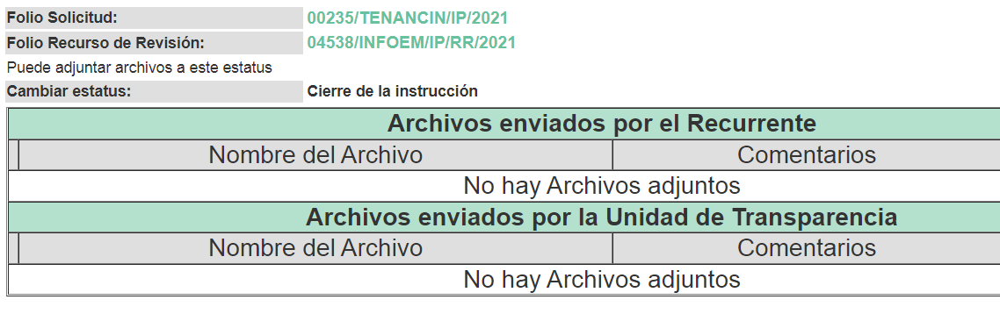 Folio Solicitud: 00235/TENANCIN/IP/2021
Folio Recurso de Revisión: 04538/INFOEM/IP/RR/2021
Puede adjuntar archivos a este estatus
Cambiar estatus: Cierre de la instrucción
Archivos enviados por el Recurrente
Nombre del Archivo Comentarios
No hay Archivos adjuntos
Archivos enviados por la Unidad de Transparencia
Nombre del Archivo Comentarios
No hay Archivos adjuntos